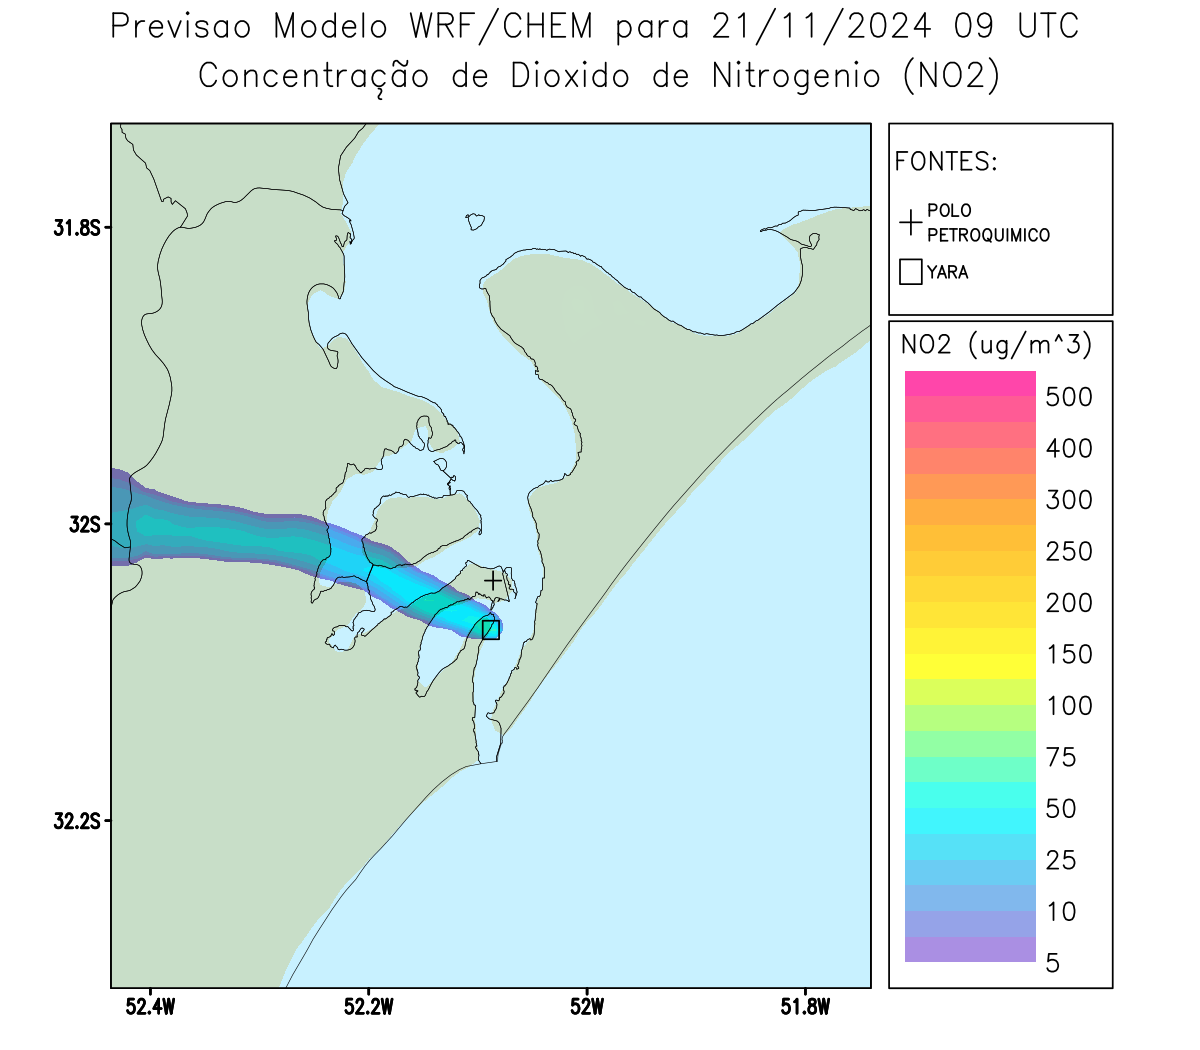 Previsao Modelo WRF/CHEM para 21/11/2024 09 UTC
Concentração de Dioxido de Nitrogenio (NO2)
FONTES:
POLO
PETROQUIMICO
YARA
NO2 (ug/m^3)
500
400
300
250
200
150
100
75
50
25
10
5
31.8S
32S
32.2S
52.4W
52.2W
52W
51.8W